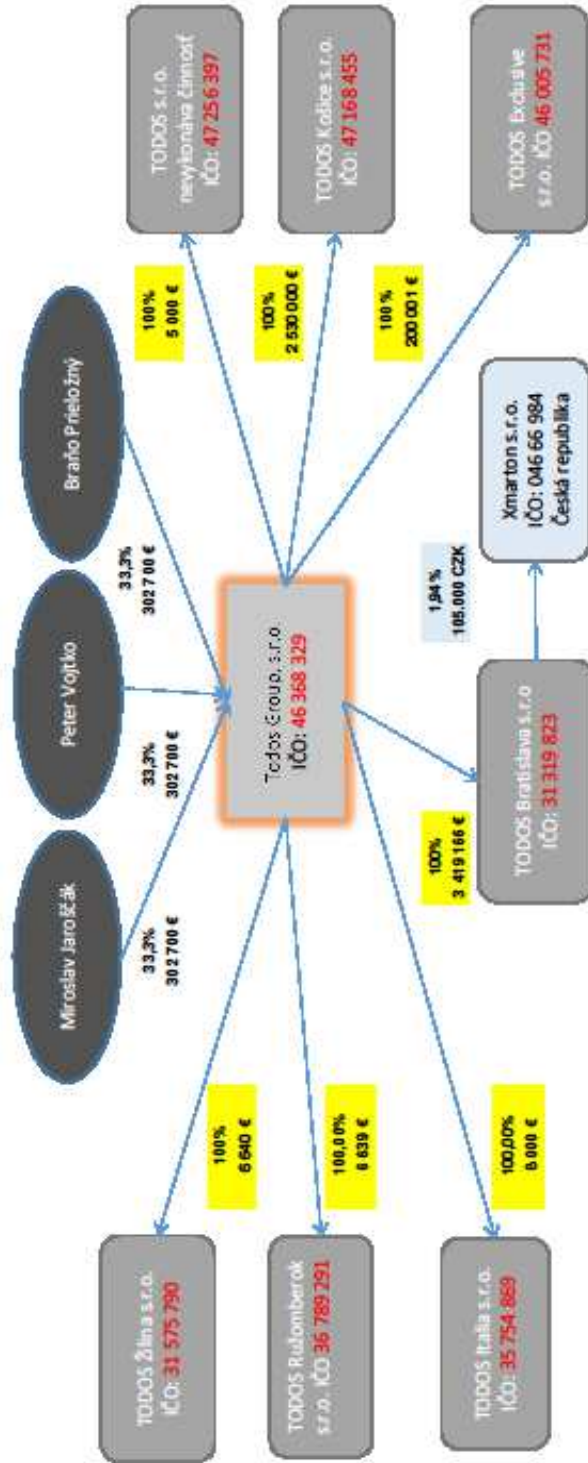 Miroslav Jaroščák
Peter Vojtko
Braňo Prieložný
33,3%
302 700 €
33,3%
302 700 €
33,3%
302 700 €
Todos Group, s.r.o.
IČO: 46 368 329
TODOS Žilina s.r.o.
IČO: 31 575 790
100%
6 640 €
TODOS Ružomberok
s.r.o. IČO 36 789 291
100,00%
6 639 €
TODOS Italia s.r.o.
IČO: 35 754 869
100,00%
TODOS Bratislava s.r.o
IČO: 31 319 823
100%
3 419 166 €
1,94%
105.000 CZK
Xmarton s.r.o.
IČO: 046 66 984
Česká republika
TODOS s.r.o.
nevykonáva činnosť
IČO: 47 256 397
100%
5 000 €
TODOS Košice s.r.o.
IČO: 47 168 455
100%
2 530 000 €
TODOS Exclusive
s.r.o. IČO 46 005 731
100%
200 001 €